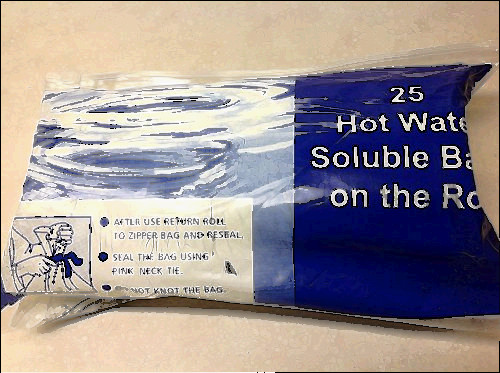 25
Hot Wate
Soluble Ba
on the Ro
AFTER USE RETURN ROLL
TO ZIPPER BAG AND RESEAL.
SEAL THE BAG USING
PINK NECK TIE.
NOT KNOT THE BAG.